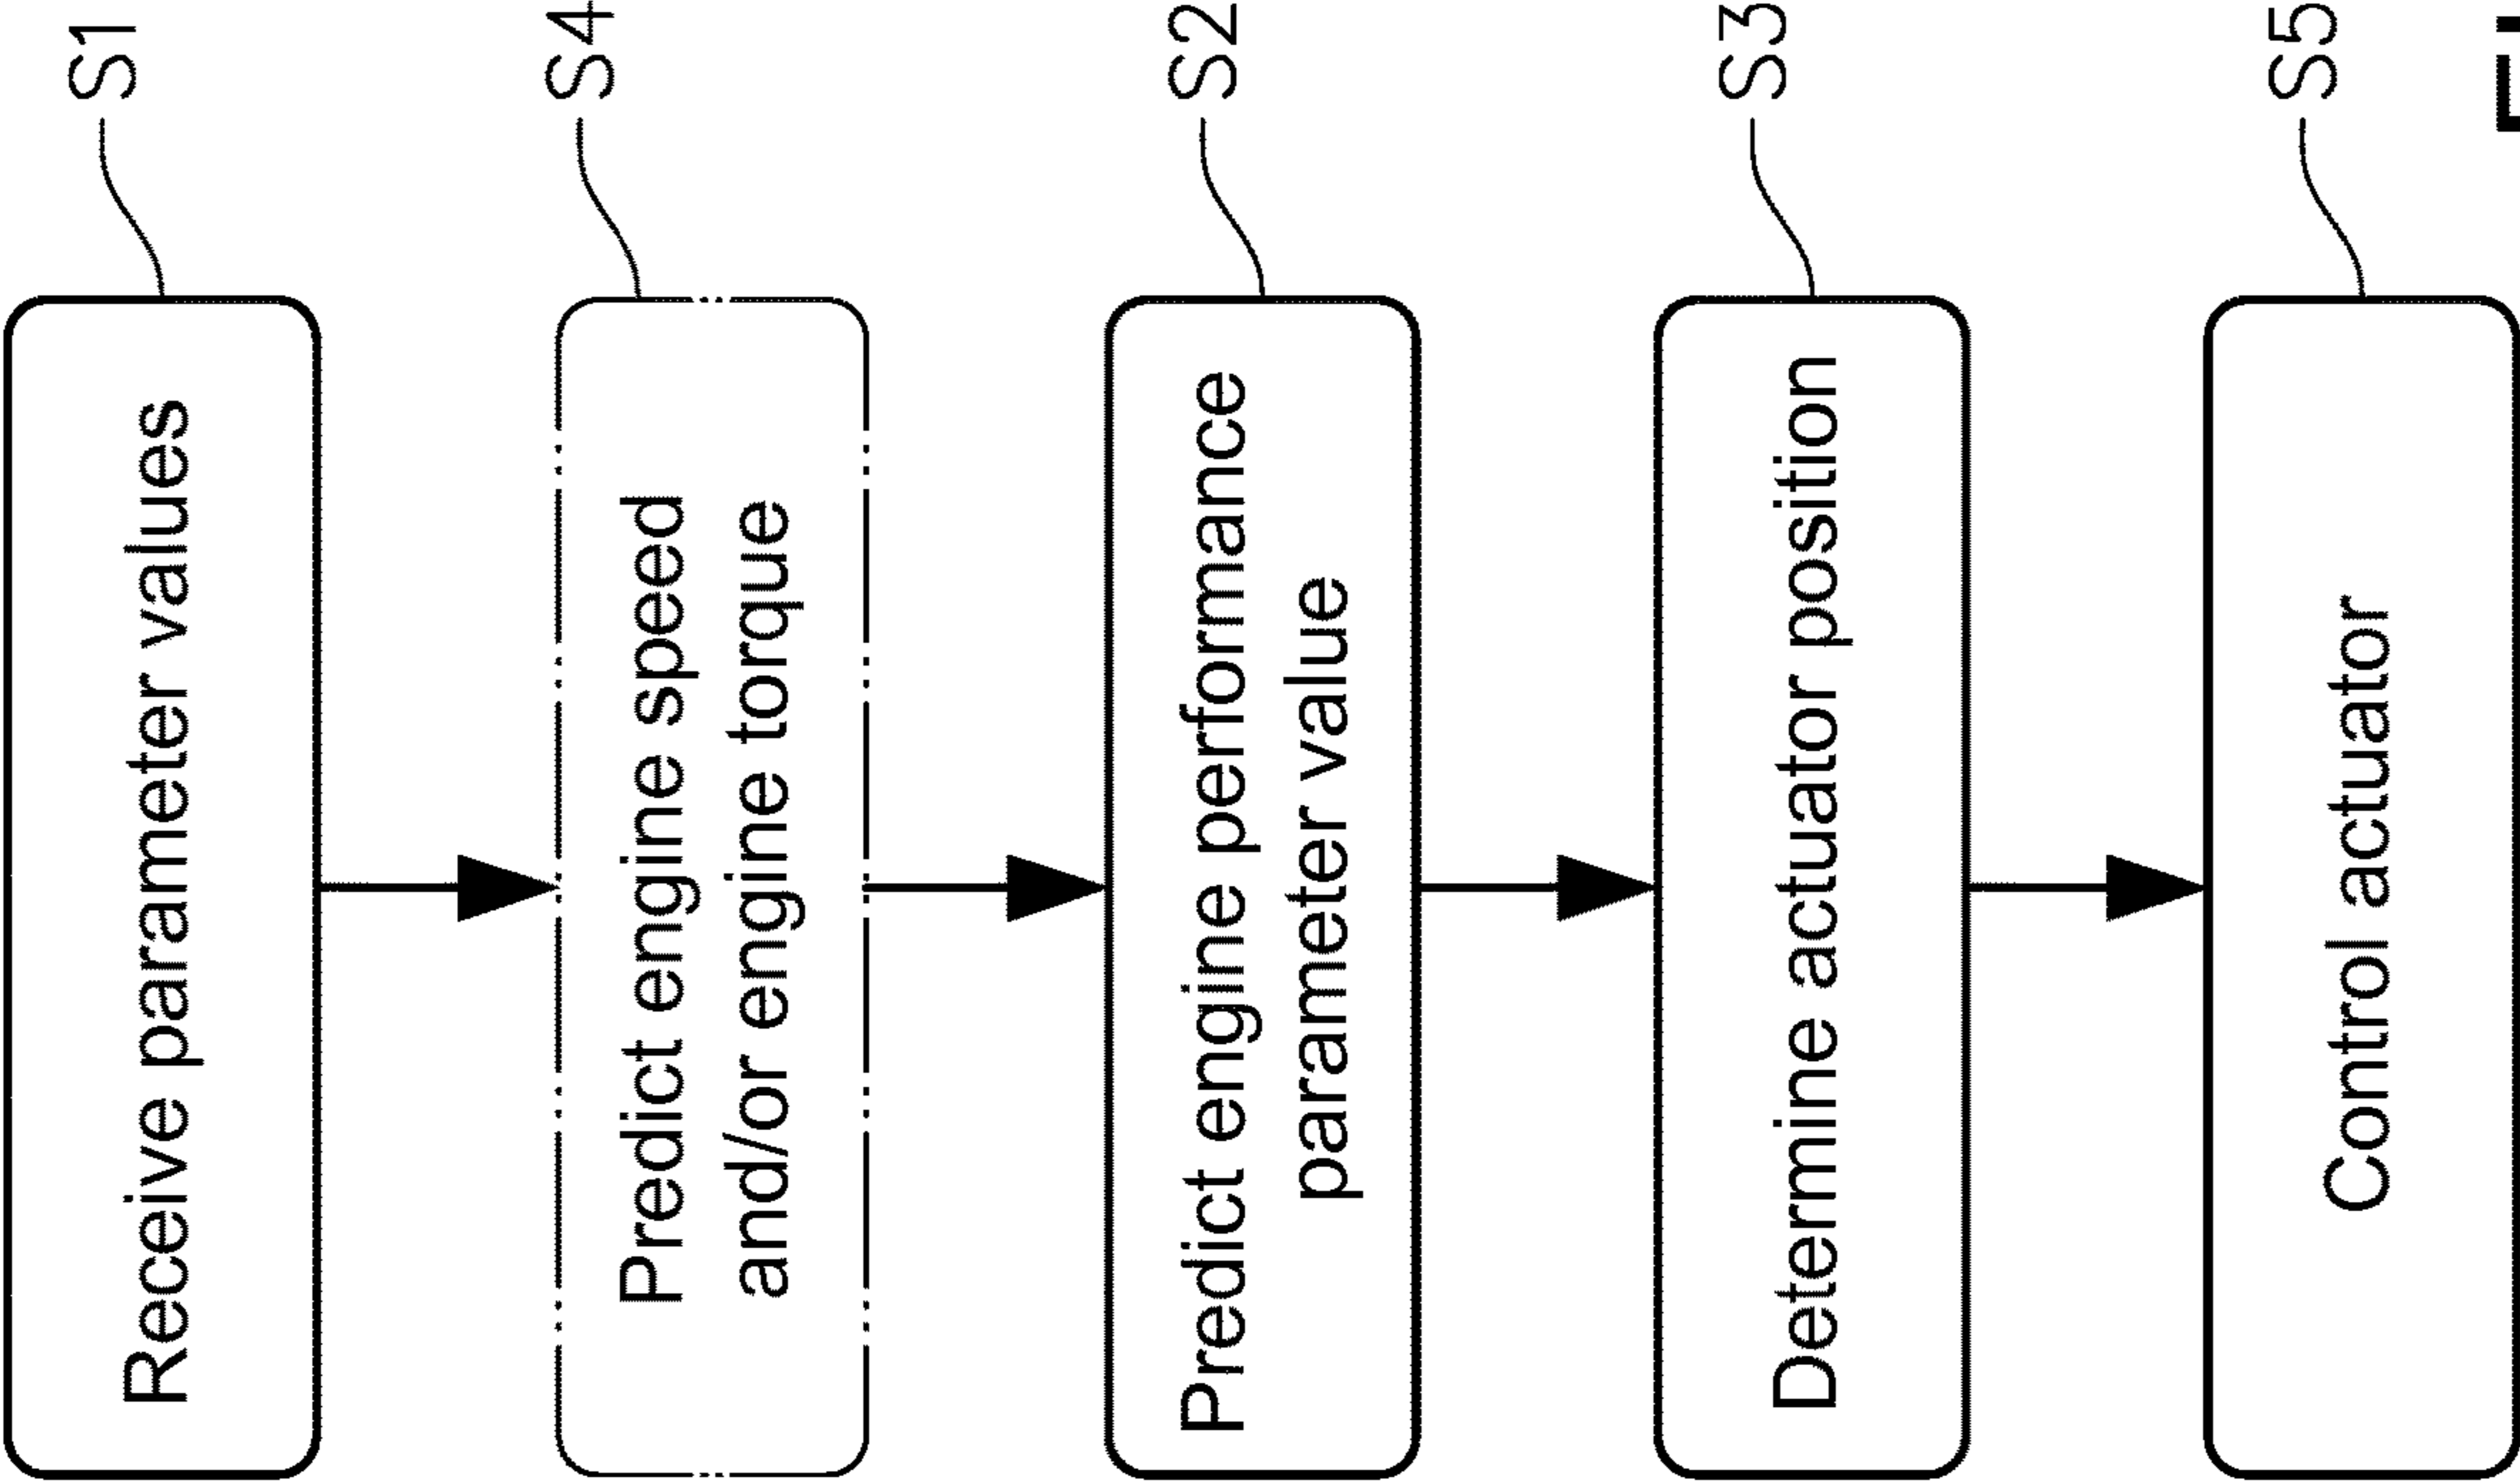 Receive parameter values
S1
Predict engine speed
and/or engine torque
S4
Predict engine performance
parameter value
S2
Determine actuator position
S3
Control actuator
S5